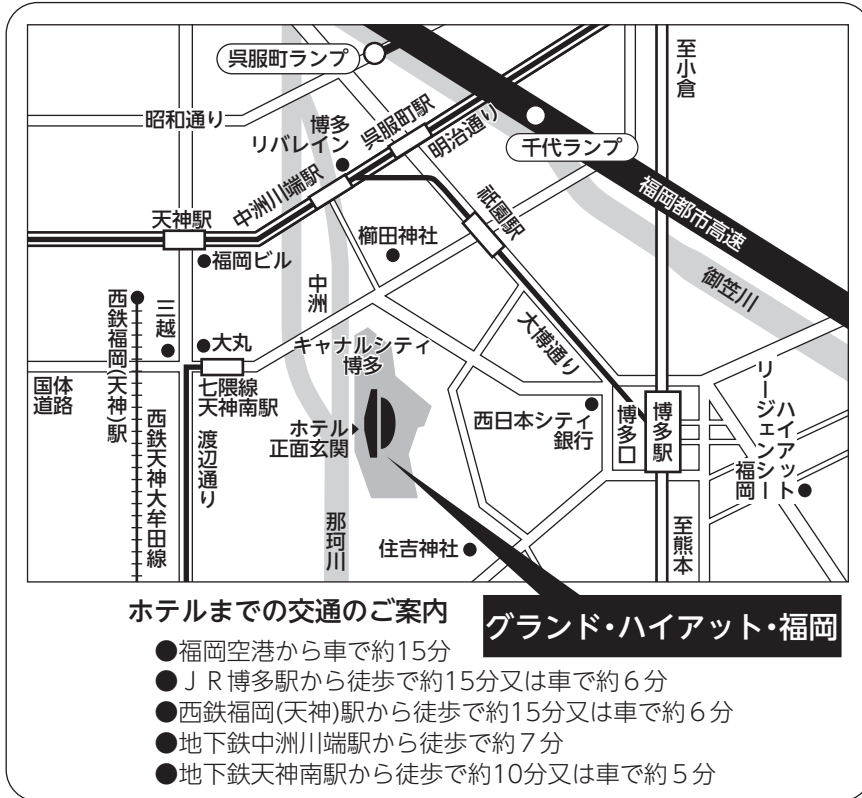 呉服町ランプ
至小倉
昭和通り
博多
リバレイン
呉服町駅
明治通り
千代ランプ
中洲川端駅
祇園駅
福岡都市高速
天神駅
福岡ビル
櫛田神社
御笠川
中洲
西鉄福岡(天神)駅
三越
大丸
キャナルシティ
博多
大博通り
国体
道路
七隈線
天神南駅
ホテル
正面玄関
西日本シティ
銀行
博多口
博多駅
ハイアット
リージェンシー
福岡
西鉄天神大牟田線
渡辺通り
那珂川
住吉神社
至熊本
グランド・ハイアット・福岡
ホテルまでの交通のご案内
●福岡空港から車で約15分
●ＪＲ博多駅から徒歩で約15分又は車で約６分
●西鉄福岡(天神)駅から徒歩で約15分又は車で約６分
●地下鉄中洲川端駅から徒歩で約７分
●地下鉄天神南駅から徒歩で約10分又は車で約５分